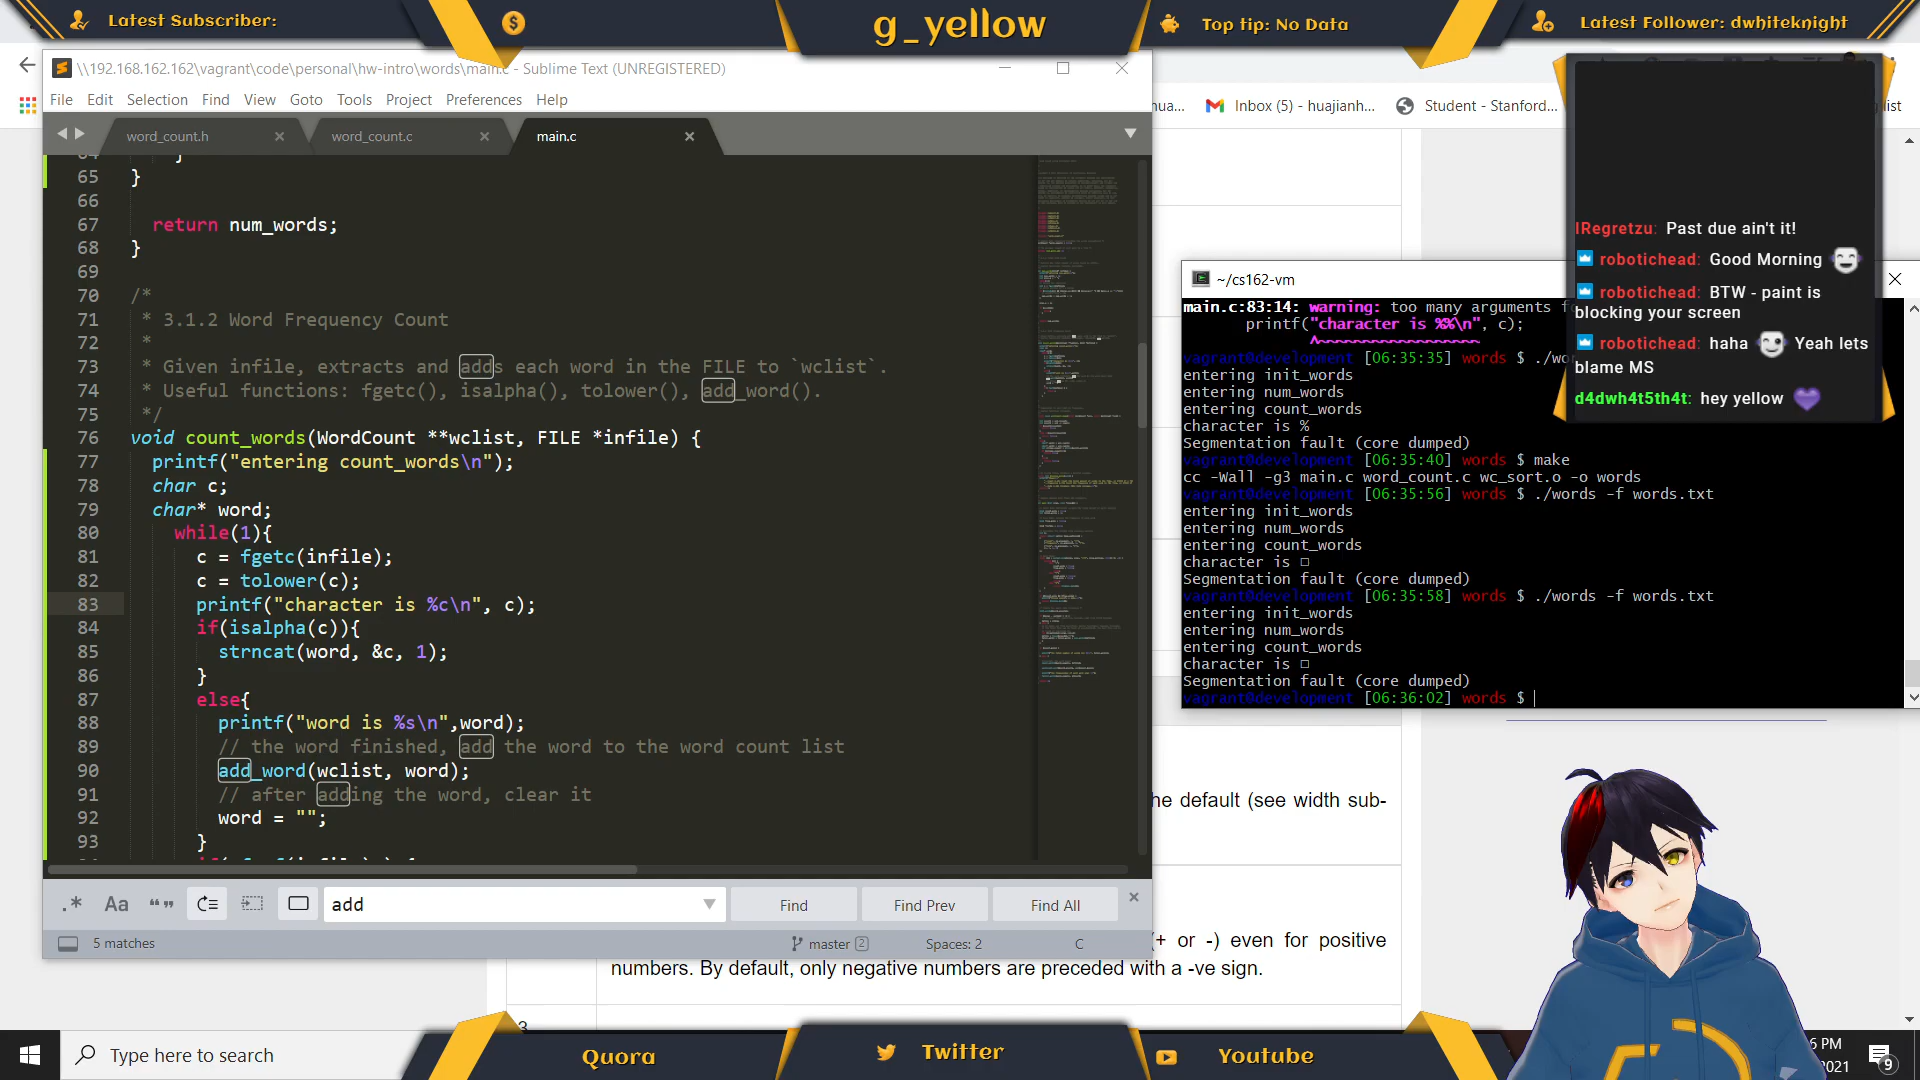 Latest Subscriber:
g_yellow
Top tip: No Data
Latest Follower: dwhiteknight
\\192.168.162.162\vagrant\code\personal\hw-intro\words\main.c - Sublime Text (UNREGISTERED)
File Edit Selection Find View Goto Tools Project Preferences Help
Inbox (5) - huajianh...
Student - Stanford...
word_count.h
word_count.c
main.c
65 }
66
67 return num_words;
68 }
69
70 /*
71 * 3.1.2 Word Frequency Count
72 *
73 * Given infile, extracts and adds each word in the FILE to `wclist`.
74 * Useful functions: fgetc(), isalpha(), tolower(), add_word().
75 */
76 void count_words(WordCount **wclist, FILE *infile) {
77 printf("entering count_words\n");
78 char c;
79 char* word;
80 while(1){
81 c = fgetc(infile);
82 c = tolower(c);
83 printf("character is %c\n", c);
84 if(isalpha(c)){
85 strncat(word, &c, 1);
86 }
87 else{
88 printf("word is %s\n",word);
89 // the word finished, add the word to the word count list
90 add_word(wclist, word);
91 // after adding the word, clear it
92 word = "";
93 }
add
Find
Find Prev
Find All
5 matches
master 2
Spaces: 2
C
IRegretzu: Past due ain't it!
robotichead: Good Morning
robotichead: BTW - paint is
blocking your screen
robotichead: haha Yeah lets
blame MS
d4dwh4t5th4t: hey yellow
~/cs162-vm
main.c:83:14: warning: too many arguments
printf("character is %%\n", c);
^~~~~~~~~~~~~~~~~~
vagrant@development [06:35:35] words $ ./wo
entering init_words
entering num_words
entering count_words
character is %
Segmentation fault (core dumped)
vagrant@development [06:35:40] words $ make
cc -Wall -g3 main.c word_count.c wc_sort.o -o words
vagrant@development [06:35:56] words $ ./words -f words.txt
entering init_words
entering num_words
entering count_words
character is □
Segmentation fault (core dumped)
vagrant@development [06:35:58] words $ ./words -f words.txt
entering init_words
entering num_words
entering count_words
character is □
Segmentation fault (core dumped)
vagrant@development [06:36:02] words $
he default (see width sub-
(+ or -) even for positive
numbers. By default, only negative numbers are preceded with a -ve sign.
3
Type here to search
Quora
Twitter
Youtube
PM
9